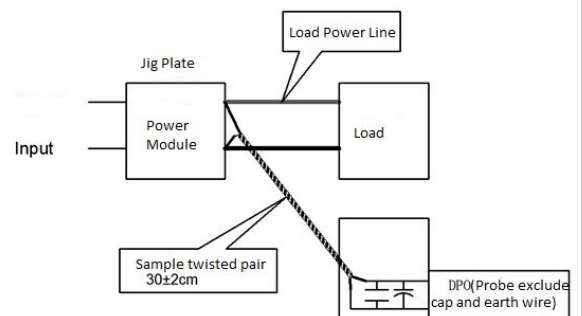 Load Power Line
Jig Plate
Power
Module
Load
Input
Sample twisted pair
30±2cm
DPO(Probe exclude
cap and earth wire)